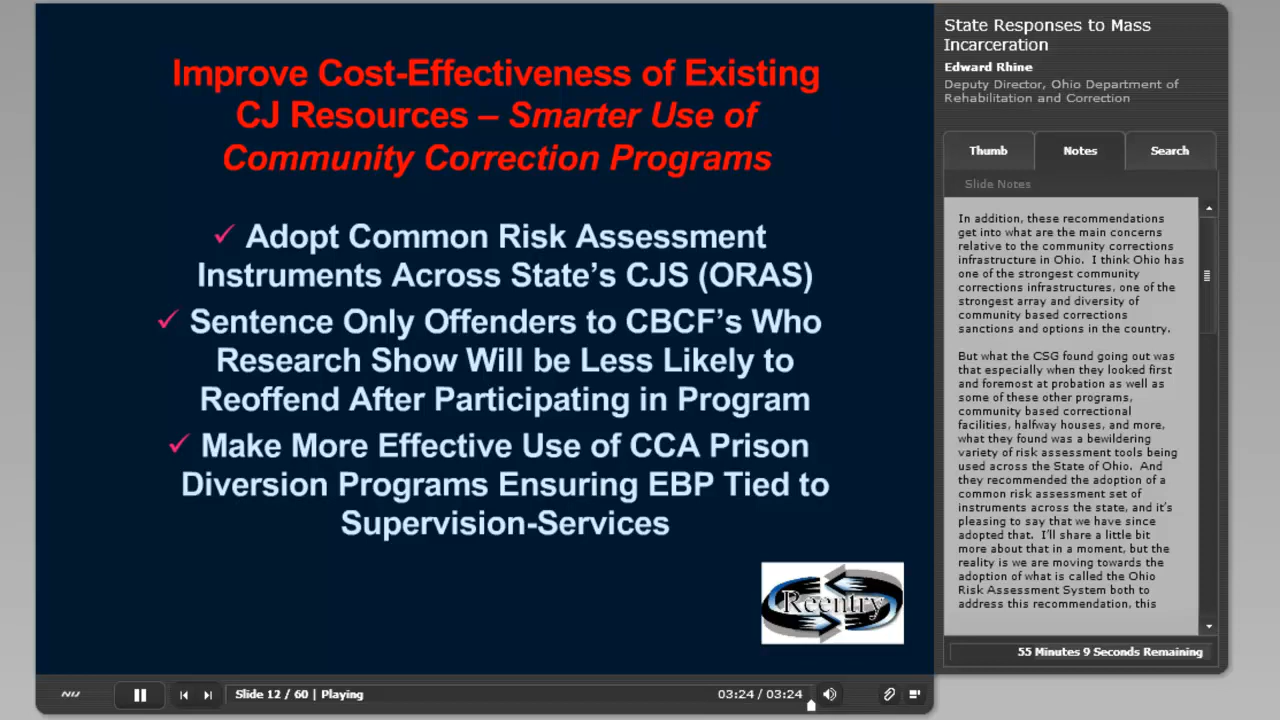 Improve Cost-Effectiveness of Existing
CJ Resources – Smarter Use of
Community Correction Programs
✓ Adopt Common Risk Assessment
Instruments Across State's CJS (ORAS)
✓ Sentence Only Offenders to CBCF's Who
Research Show Will be Less Likely to
Reoffend After Participating in Program
✓ Make More Effective Use of CCA Prison
Diversion Programs Ensuring EBP Tied to
Supervision-Services
Reentry
Slide 12 / 60 | Playing
03:24 / 03:24
State Responses to Mass
Incarceration
Edward Rhine
Deputy Director, Ohio Department of
Rehabilitation and Correction
Thumb
Notes
Search
Slide Notes
In addition, these recommendations
get into what are the main concerns
relative to the community corrections
infrastructure in Ohio. I think Ohio has
one of the strongest community
corrections infrastructures, one of the
strongest array and diversity of
community based corrections
sanctions and options in the country.
But what the CSG found going out was
that especially when they looked first
and foremost at probation as well as
some of these other programs,
community based correctional
facilities, halfway houses, and more,
what they found was a bewildering
variety of risk assessment tools being
used across the State of Ohio. And
they recommended the adoption of a
common risk assessment set of
instruments across the state, and it's
pleasing to say that we have since
adopted that. I'll share a little bit
more about that in a moment, but the
reality is we are moving towards the
adoption of what is called the Ohio
Risk Assessment System both to
address this recommendation, this
55 Minutes 9 Seconds Remaining